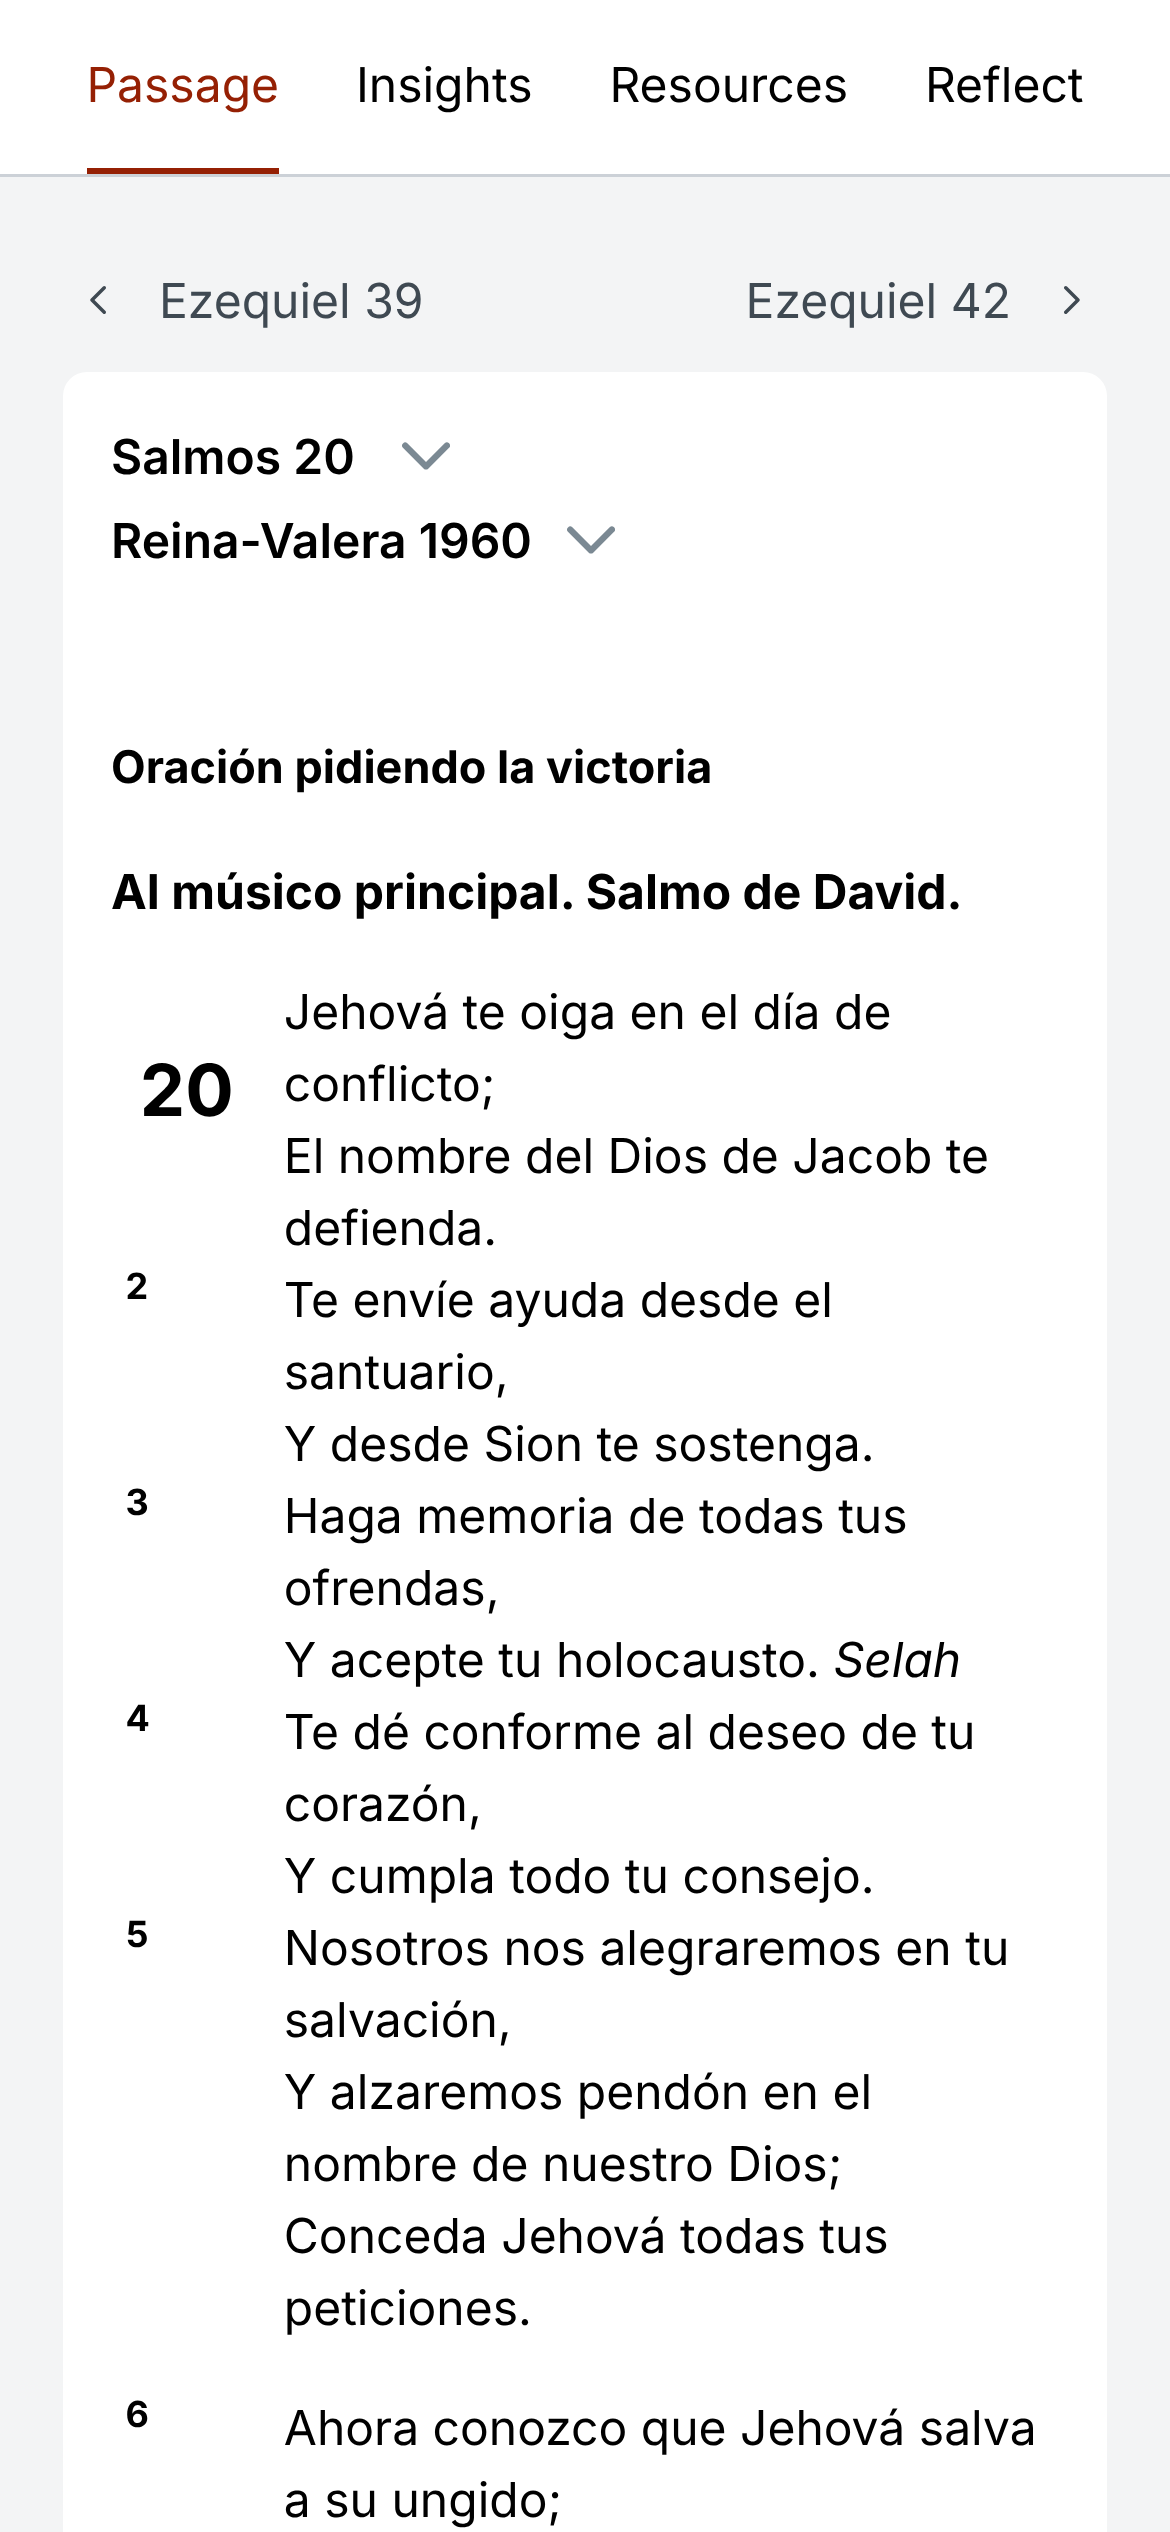 Passage Insights Resources Reflect
Ezequiel 39 Ezequiel 42
Salmos 20
Reina-Valera 1960
Oración pidiendo la victoria
Al músico principal. Salmo de David.
20 Jehová te oiga en el día de
conflicto;
El nombre del Dios de Jacob te
defienda.
2 Te envíe ayuda desde el
santuario,
Y desde Sion te sostenga.
3 Haga memoria de todas tus
ofrendas,
Y acepte tu holocausto. Selah
4 Te dé conforme al deseo de tu
corazón,
Y cumpla todo tu consejo.
5 Nosotros nos alegraremos en tu
salvación,
Y alzaremos pendón en el
nombre de nuestro Dios;
Conceda Jehová todas tus
peticiones.
6 Ahora conozco que Jehová salva
a su ungido;